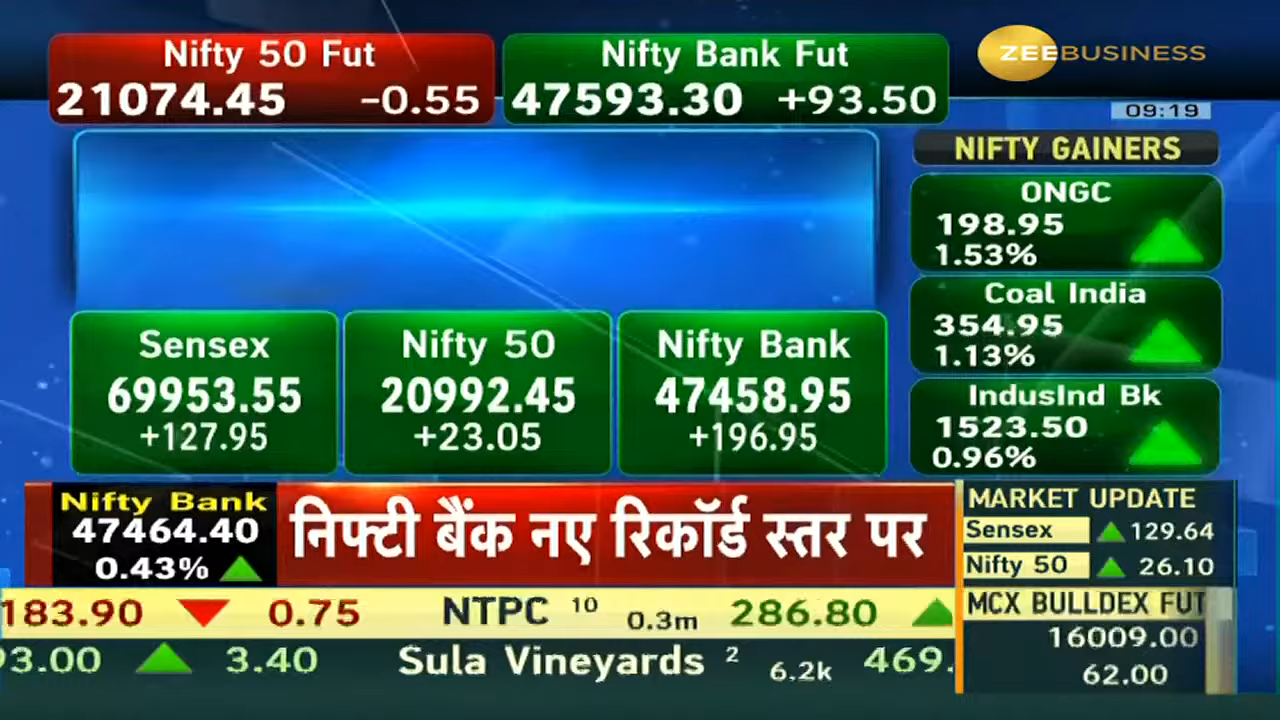 Nifty 50 Fut
21074.45 -0.55
Nifty Bank Fut
47593.30 +93.50
ZEEBUSINESS
09:19
NIFTY GAINERS
ONGC
198.95
1.53%
Coal India
354.95
1.13%
IndusInd Bk
1523.50
0.96%
Sensex
69953.55
+127.95
Nifty 50
20992.45
+23.05
Nifty Bank
47458.95
+196.95
Nifty Bank
47464.40
0.43%
निफ्टी बैंक नए रिकॉर्ड स्तर पर
MARKET UPDATE
Sensex 129.64
Nifty 50 26.10
MCX BULLDEX FUT
16009.00
62.00
183.90 0.75 NTPC 10 0.3m 286.80
93.00 3.40 Sula Vineyards 2 6.2k 469.